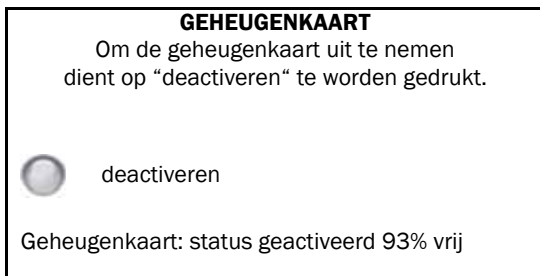 GEHEUGENKAART
Om de geheugenkaart uit te nemen
dient op “deactiveren“ te worden gedrukt.
deactiveren
Geheugenkaart: status geactiveerd 93% vrij